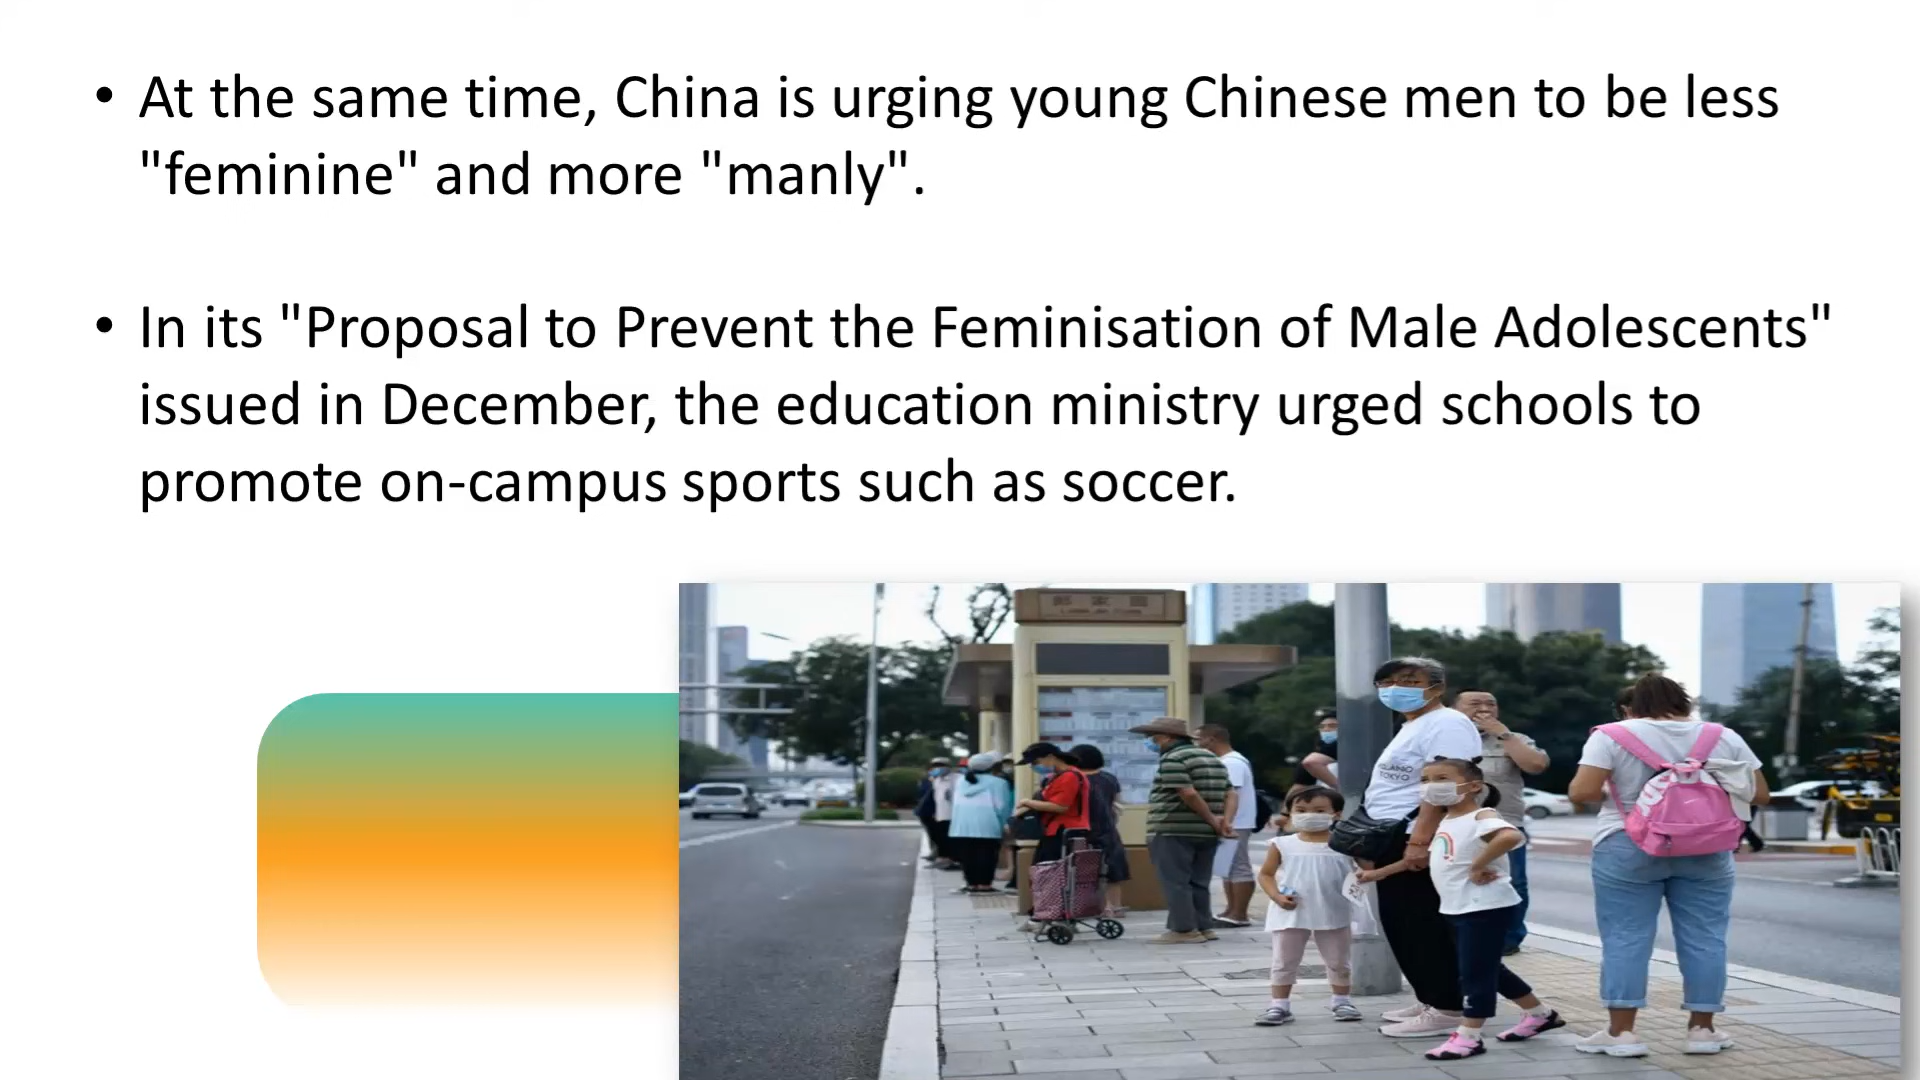 • At the same time, China is urging young Chinese men to be less
"feminine" and more "manly".
• In its "Proposal to Prevent the Feminisation of Male Adolescents"
issued in December, the education ministry urged schools to
promote on-campus sports such as soccer.
TOKYO